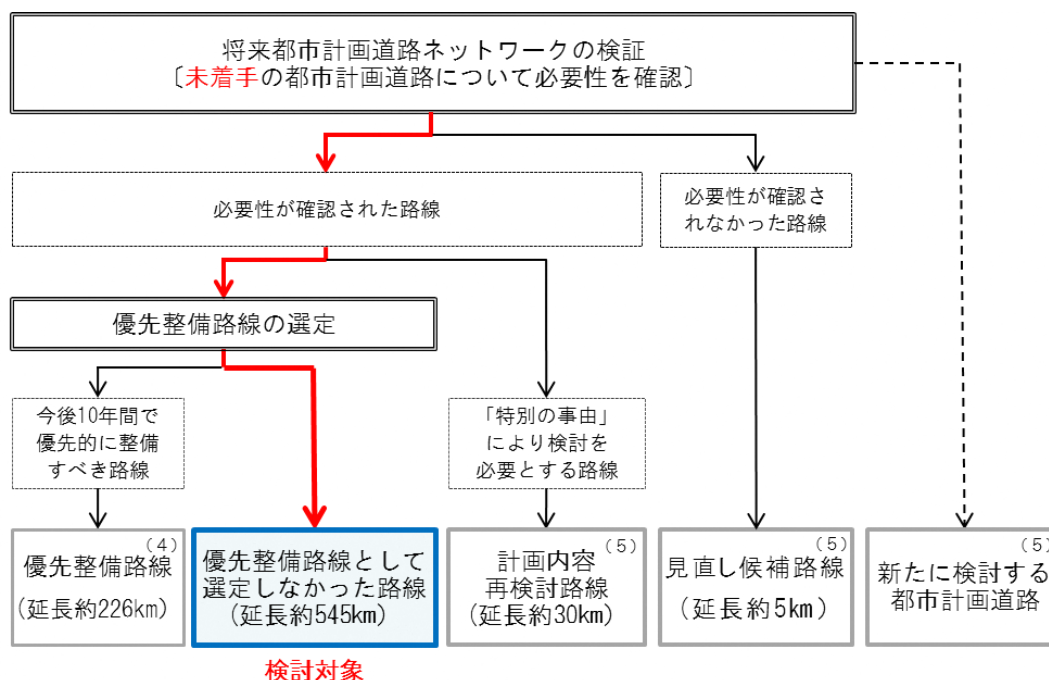 将来都市計画道路ネットワークの検証
〔未着手の都市計画道路について必要性を確認〕
必要性が確認された路線
必要性が確認さ
れなかった路線
優先整備路線の選定
今後10年間で
優先的に整備
すべき路線
「特別の事由」
により検討を
必要とする路線
(4)
優先整備路線
(延長約226km)
優先整備路線として
選定しなかった路線
(延長約545km)
(5)
計画内容
再検討路線
(延長約30km)
(5)
見直し候補路線
(延長約5km)
(5)
新たに検討する
都市計画道路
検討対象